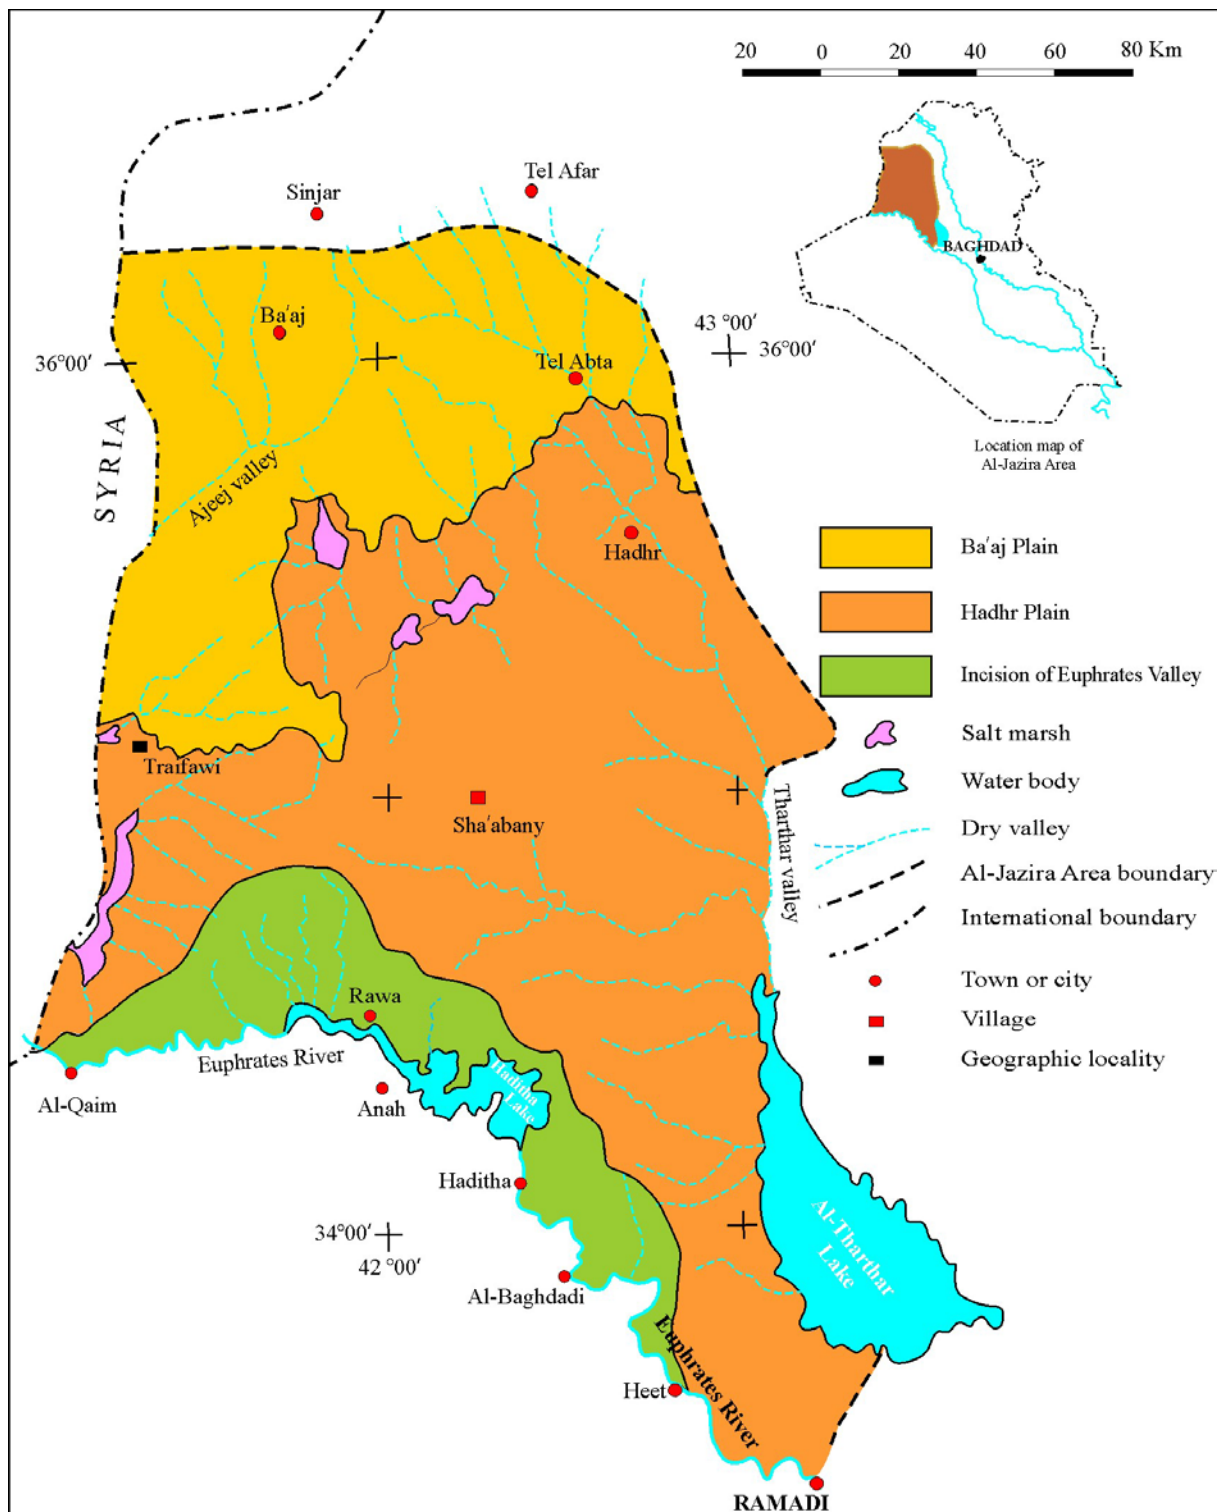 20 0 20 40 60 80 Km
Tel Afar
Sinjar
BAGHDAD
Ba'aj
43 °00'
36°00'
36°00'
Tel Abta
Location map of
Al-Jazira Area
SYRIA
Ajeej valley
Hadhr
Ba'aj Plain
Hadhr Plain
Incision of Euphrates Valley
Salt marsh
Water body
Dry valley
Al-Jazira Area boundary
International boundary
Town or city
Village
Geographic locality
Traifawi
Sha'abany
Tharthar valley
Rawa
Euphrates River
Al-Qaim
Anah
Haditha
Lake
Haditha
Al-Tharthar
Lake
34°00'
42 °00'
Al-Baghdadi
Euphrates River
Heet
RAMADI